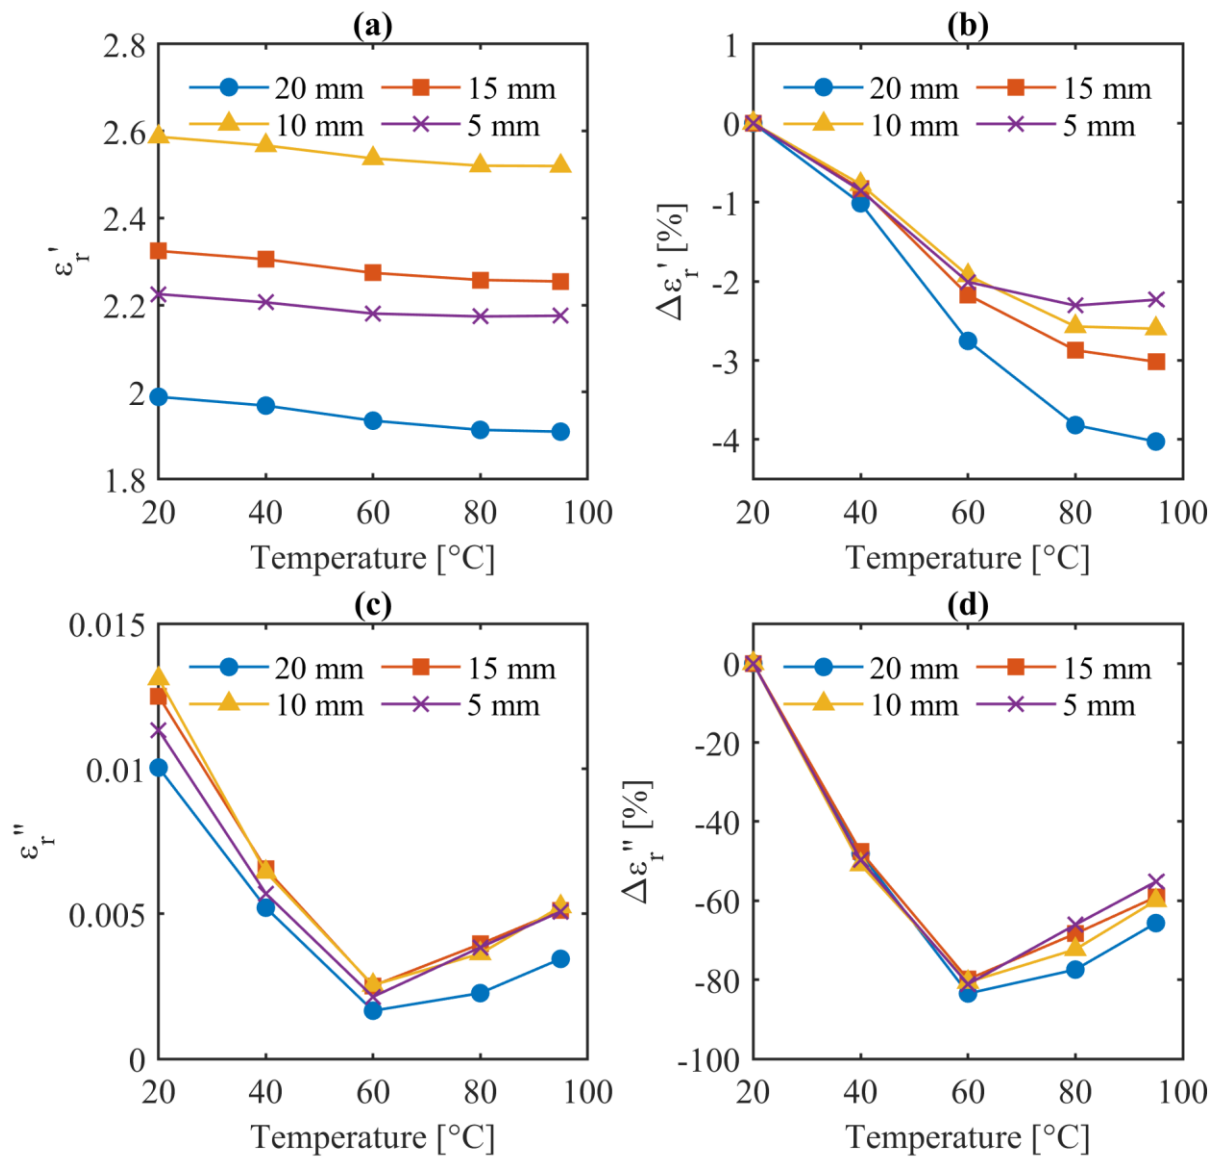 (a)
2.8
2.6
2.4
2.2
2
1.8
εr'
20 mm 15 mm
10 mm 5 mm
20 40 60 80 100
Temperature [°C]
(b)
1
0
-1
-2
-3
-4
Δεr' [%]
20 mm 15 mm
10 mm 5 mm
20 40 60 80 100
Temperature [°C]
(c)
0.015
0.01
0.005
0
εr"
20 mm 15 mm
10 mm 5 mm
20 40 60 80 100
Temperature [°C]
(d)
0
-20
-40
-60
-80
-100
Δεr" [%]
20 mm 15 mm
10 mm 5 mm
20 40 60 80 100
Temperature [°C]